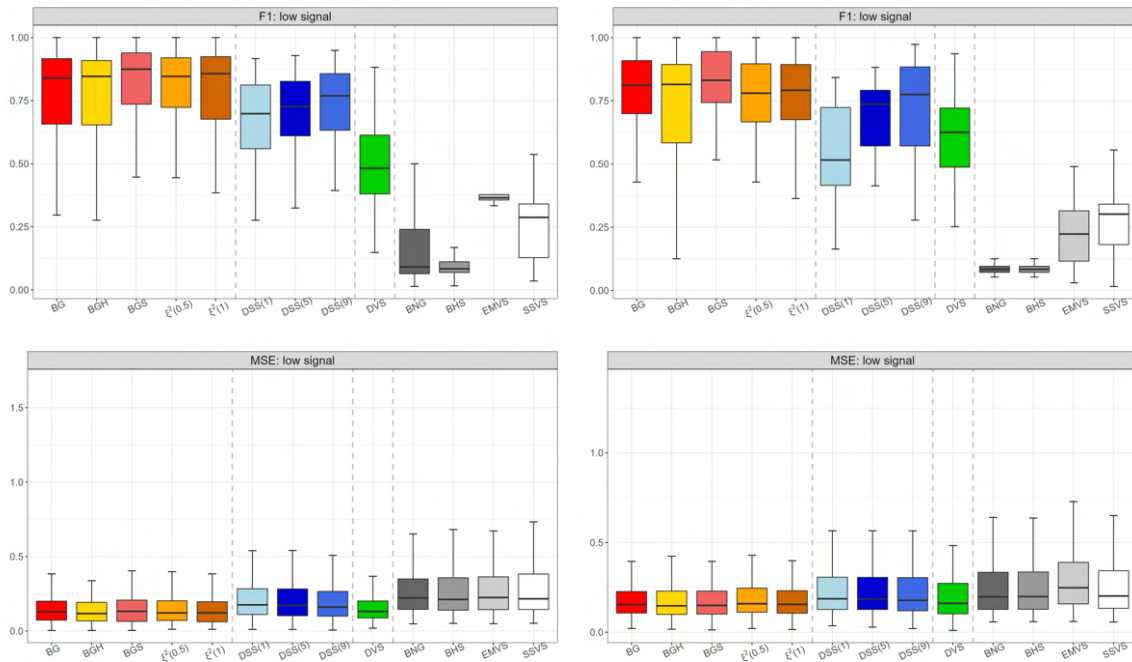 F1: low signal
1.00
0.75
0.50
0.25
0.00
BG
BGH
BGS
ξ²(0.5)
ξ²(1)
DSS(1)
DSS(5)
DSS(9)
DVS
BNG
BHS
EMVS
SSVS
F1: low signal
1.00
0.75
0.50
0.25
0.00
BG
BGH
BGS
ξ²(0.5)
ξ²(1)
DSS(1)
DSS(5)
DSS(9)
DVS
BNG
BHS
EMVS
SSVS
MSE: low signal
1.5
1.0
0.5
0.0
BG
BGH
BGS
ξ²(0.5)
ξ²(1)
DSS(1)
DSS(5)
DSS(9)
DVS
BNG
BHS
EMVS
SSVS
MSE: low signal
1.0
0.5
0.0
BG
BGH
BGS
ξ²(0.5)
ξ²(1)
DSS(1)
DSS(5)
DSS(9)
DVS
BNG
BHS
EMVS
SSVS